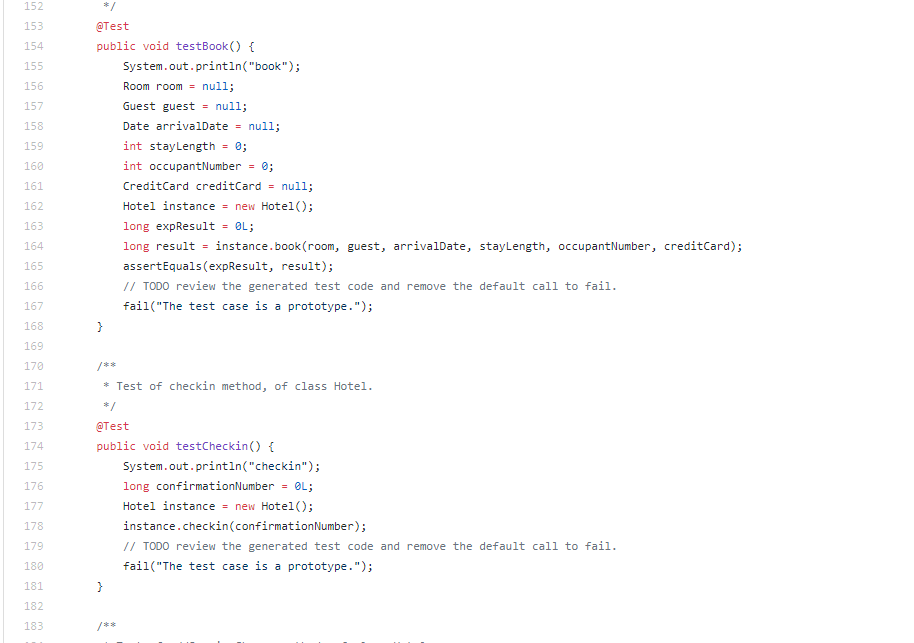 152 */
153 @Test
154 public void testBook() {
155 System.out.println("book");
156 Room room = null;
157 Guest guest = null;
158 Date arrivalDate = null;
159 int stayLength = 0;
160 int occupantNumber = 0;
161 CreditCard creditCard = null;
162 Hotel instance = new Hotel();
163 long expResult = 0L;
164 long result = instance.book(room, guest, arrivalDate, stayLength, occupantNumber, creditCard);
165 assertEquals(expResult, result);
166 // TODO review the generated test code and remove the default call to fail.
167 fail("The test case is a prototype.");
168 }
169
170 /**
171 * Test of checkin method, of class Hotel.
172 */
173 @Test
174 public void testCheckin() {
175 System.out.println("checkin");
176 long confirmationNumber = 0L;
177 Hotel instance = new Hotel();
178 instance.checkin(confirmationNumber);
179 // TODO review the generated test code and remove the default call to fail.
180 fail("The test case is a prototype.");
181 }
182
183 /**